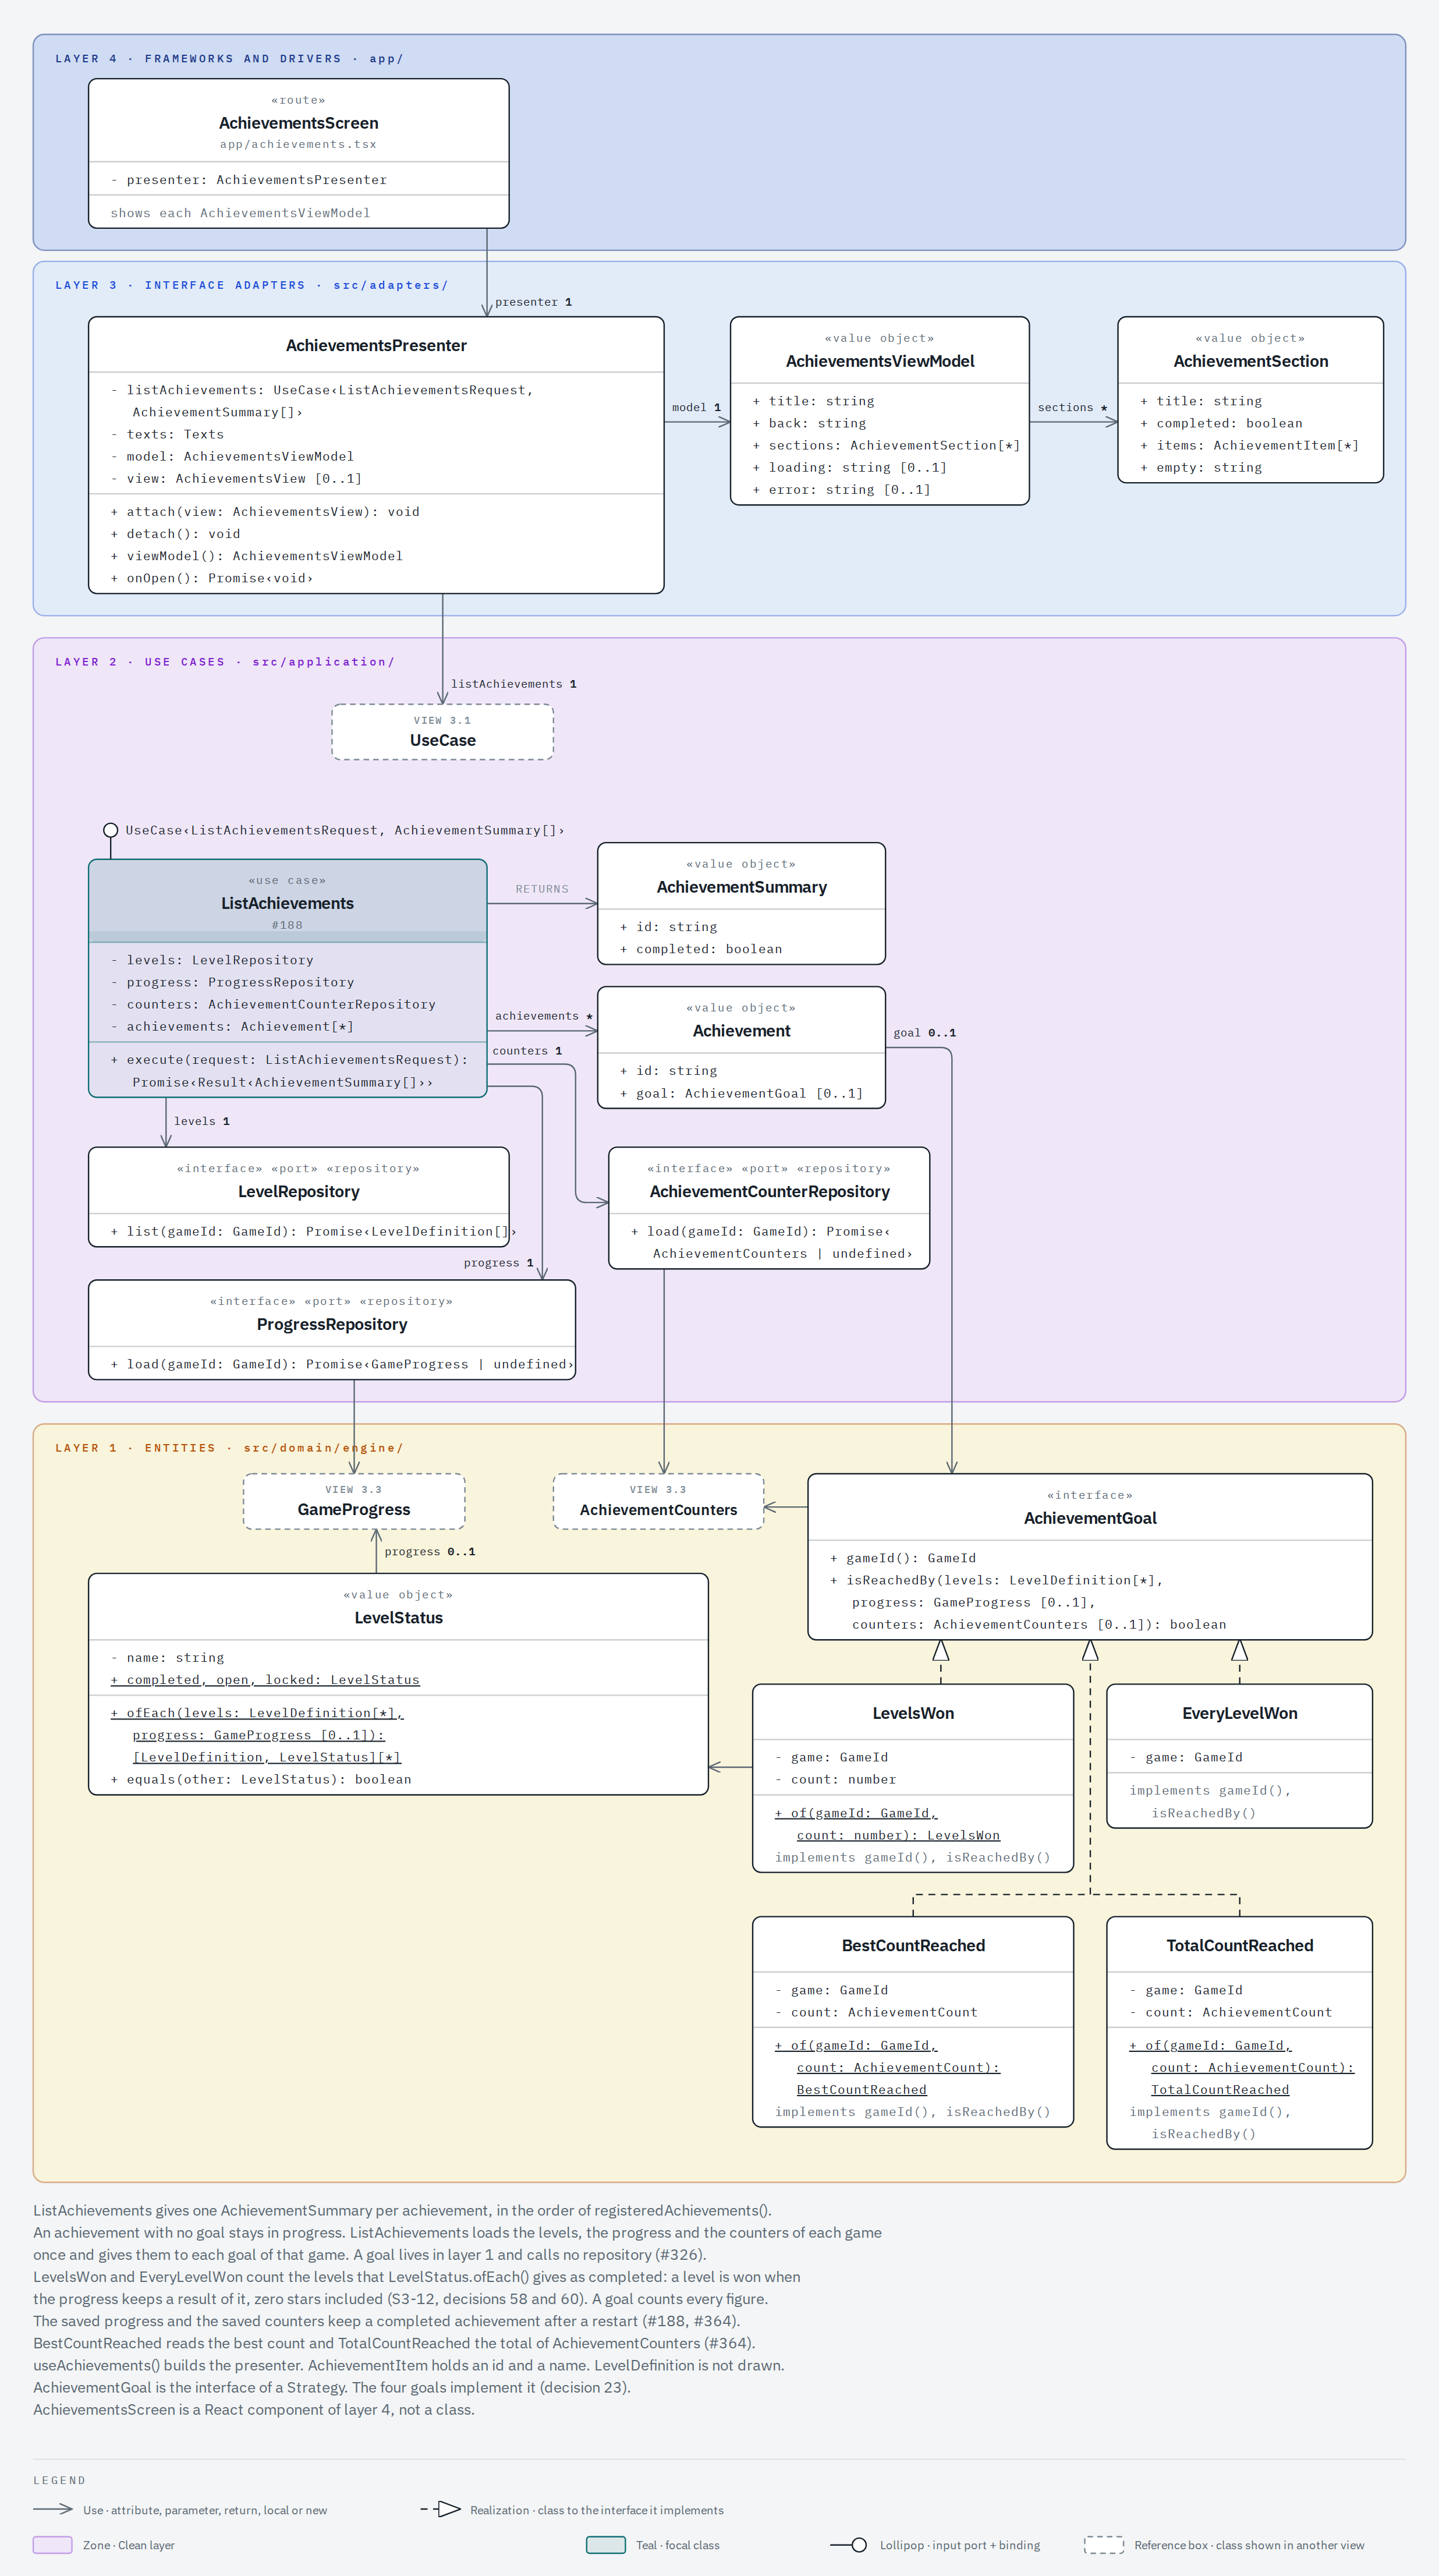 LAYER 4 · FRAMEWORKS AND DRIVERS · app/
«route»
AchievementsScreen
app/achievements.tsx
- presenter: AchievementsPresenter
shows each AchievementsViewModel
LAYER 3 · INTERFACE ADAPTERS · src/adapters/
presenter 1
AchievementsPresenter
- listAchievements: UseCase‹ListAchievementsRequest,
AchievementSummary[]›
- texts: Texts
- model: AchievementsViewModel
- view: AchievementsView [0..1]
+ attach(view: AchievementsView): void
+ detach(): void
+ viewModel(): AchievementsViewModel
+ onOpen(): Promise‹void›
model 1
«value object»
AchievementsViewModel
+ title: string
+ back: string
+ sections: AchievementSection[*]
+ loading: string [0..1]
+ error: string [0..1]
sections *
«value object»
AchievementSection
+ title: string
+ completed: boolean
+ items: AchievementItem[*]
+ empty: string
LAYER 2 · USE CASES · src/application/
listAchievements 1
VIEW 3.1
UseCase
UseCase‹ListAchievementsRequest, AchievementSummary[]›
«use case»
ListAchievements
#188
- levels: LevelRepository
- progress: ProgressRepository
- counters: AchievementCounterRepository
- achievements: Achievement[*]
+ execute(request: ListAchievementsRequest):
Promise‹Result‹AchievementSummary[]››
RETURNS
«value object»
AchievementSummary
+ id: string
+ completed: boolean
achievements *
«value object»
Achievement
+ id: string
+ goal: AchievementGoal [0..1]
goal 0..1
counters 1
levels 1
«interface» «port» «repository»
LevelRepository
+ list(gameId: GameId): Promise‹LevelDefinition[]›
«interface» «port» «repository»
AchievementCounterRepository
+ load(gameId: GameId): Promise‹
AchievementCounters | undefined›
progress 1
«interface» «port» «repository»
ProgressRepository
+ load(gameId: GameId): Promise‹GameProgress | undefined›
LAYER 1 · ENTITIES · src/domain/engine/
VIEW 3.3
GameProgress
VIEW 3.3
AchievementCounters
«interface»
AchievementGoal
+ gameId(): GameId
+ isReachedBy(levels: LevelDefinition[*],
progress: GameProgress [0..1],
counters: AchievementCounters [0..1]): boolean
progress 0..1
«value object»
LevelStatus
- name: string
+ completed, open, locked: LevelStatus
+ ofEach(levels: LevelDefinition[*],
progress: GameProgress [0..1]):
[LevelDefinition, LevelStatus][*]
+ equals(other: LevelStatus): boolean
LevelsWon
- game: GameId
- count: number
+ of(gameId: GameId,
count: number): LevelsWon
implements gameId(), isReachedBy()
EveryLevelWon
- game: GameId
implements gameId(),
isReachedBy()
BestCountReached
- game: GameId
- count: AchievementCount
+ of(gameId: GameId,
count: AchievementCount):
BestCountReached
implements gameId(), isReachedBy()
TotalCountReached
- game: GameId
- count: AchievementCount
+ of(gameId: GameId,
count: AchievementCount):
TotalCountReached
implements gameId(),
isReachedBy()
ListAchievements gives one AchievementSummary per achievement, in the order of registeredAchievements().
An achievement with no goal stays in progress. ListAchievements loads the levels, the progress and the counters of each game
once and gives them to each goal of that game. A goal lives in layer 1 and calls no repository (#326).
LevelsWon and EveryLevelWon count the levels that LevelStatus.ofEach() gives as completed: a level is won when
the progress keeps a result of it, zero stars included (S3-12, decisions 58 and 60). A goal counts every figure.
The saved progress and the saved counters keep a completed achievement after a restart (#188, #364).
BestCountReached reads the best count and TotalCountReached the total of AchievementCounters (#364).
useAchievements() builds the presenter. AchievementItem holds an id and a name. LevelDefinition is not drawn.
AchievementGoal is the interface of a Strategy. The four goals implement it (decision 23).
AchievementsScreen is a React component of layer 4, not a class.
LEGEND
Use · attribute, parameter, return, local or new
Realization · class to the interface it implements
Zone · Clean layer
Teal · focal class
Lollipop · input port + binding
Reference box · class shown in another view